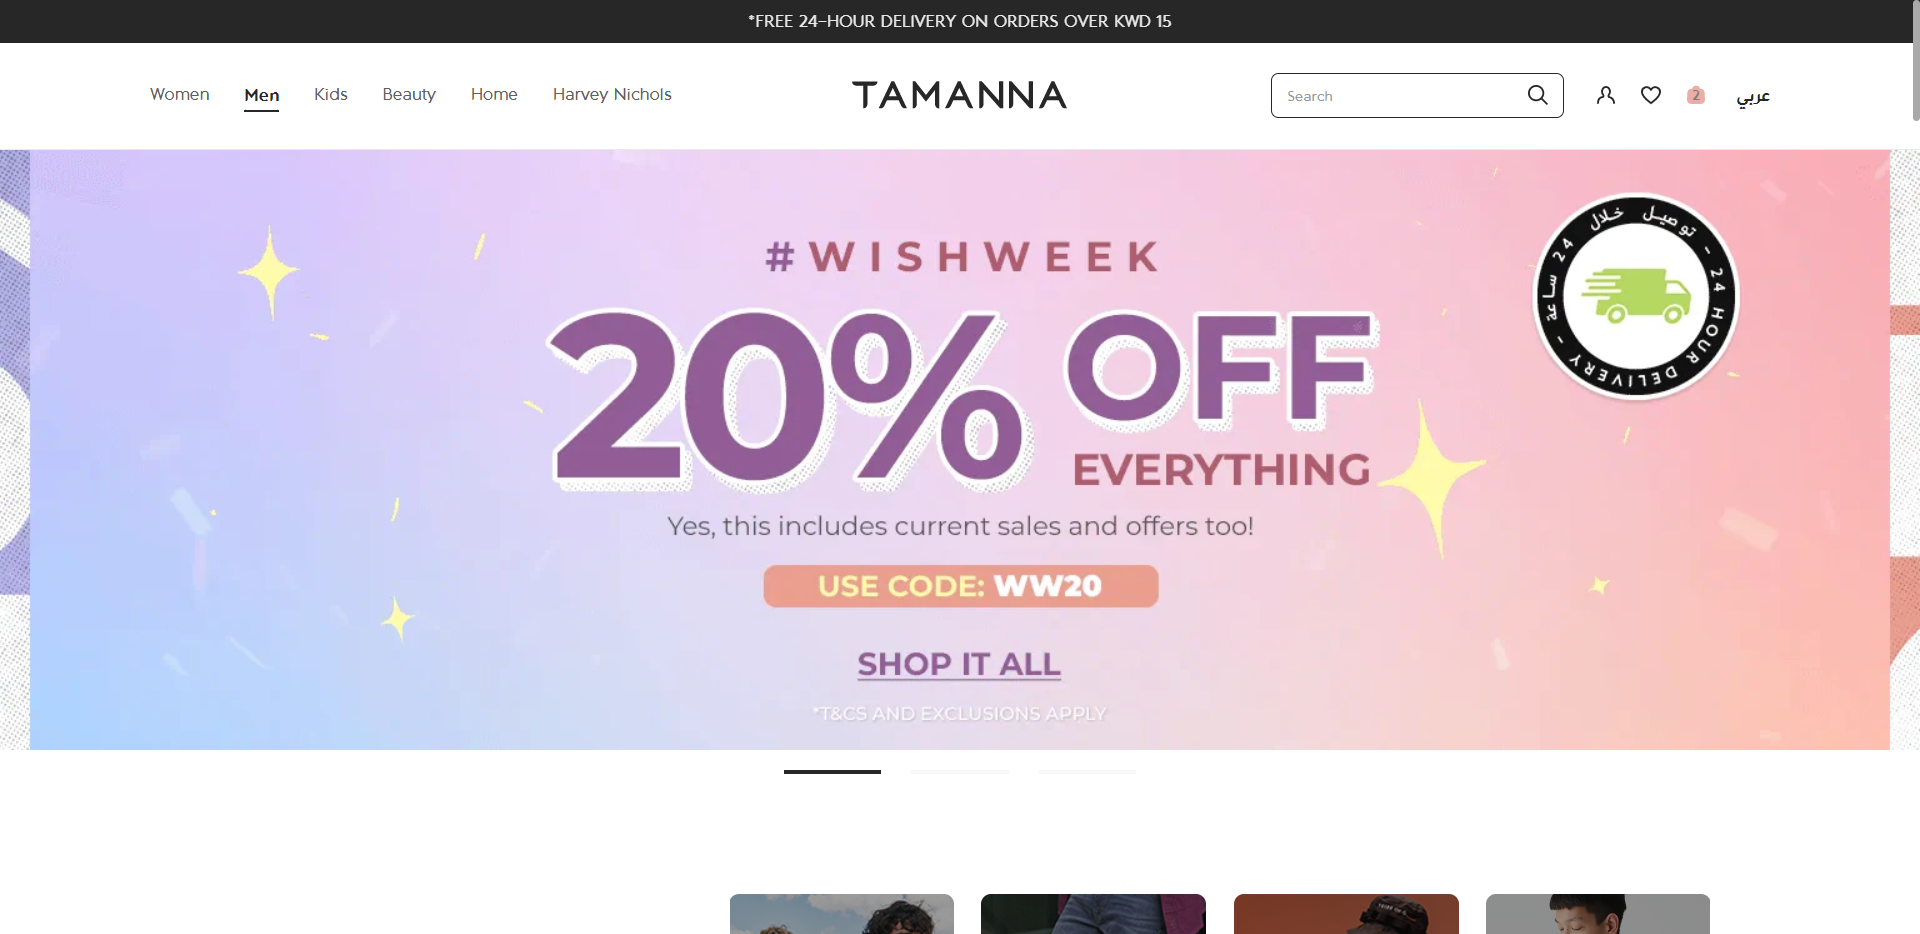 *FREE 24-HOUR DELIVERY ON ORDERS OVER KWD 15
Women Men Kids Beauty Home Harvey Nichols
TAMANNA
Search
2
عربي
#WISHWEEK
20% OFF
EVERYTHING
Yes, this includes current sales and offers too!
USE CODE: WW20
SHOP IT ALL
*T&CS AND EXCLUSIONS APPLY
توصيل خلال 24 ساعة - 24 HOUR DELIVERY -